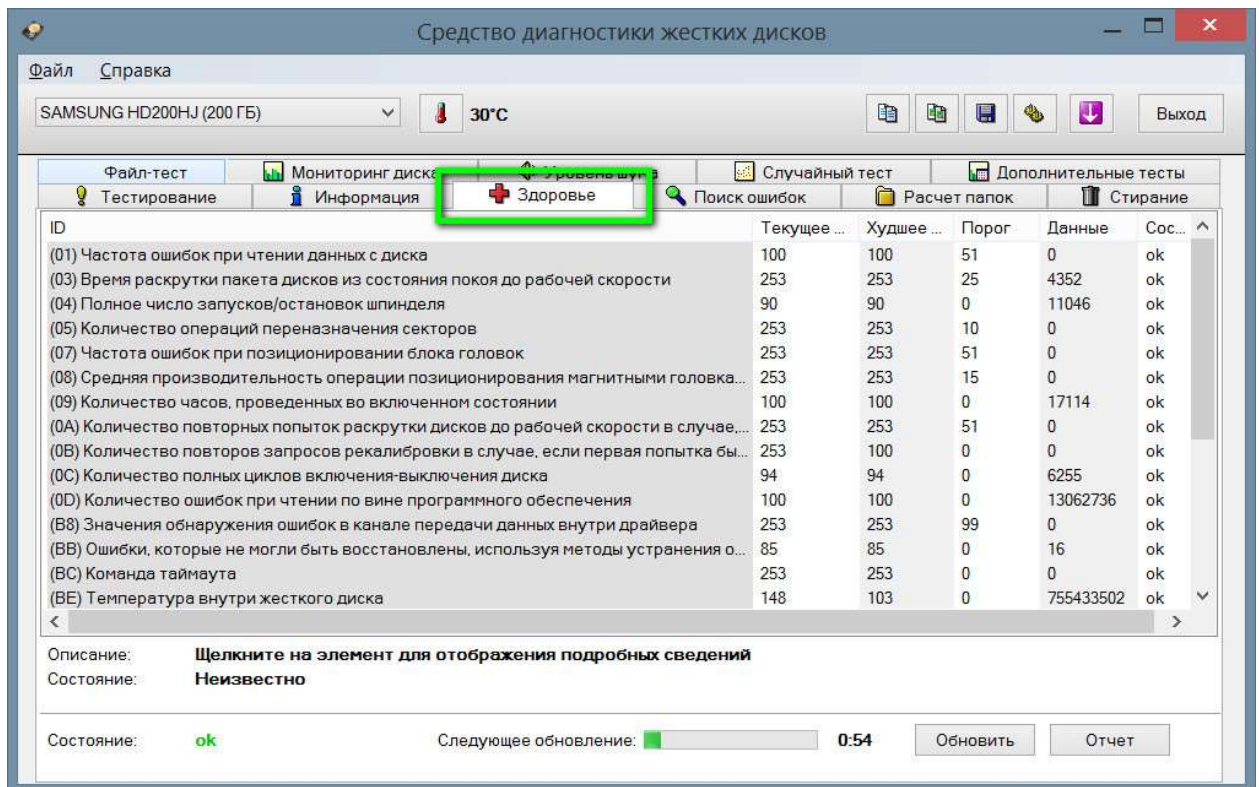 Средство диагностики жестких дисков
Файл Справка
SAMSUNG HD200HJ (200 ГБ) 30°C Выход
Файл-тест Мониторинг диска Уровень шума Случайный тест Дополнительные тесты
Тестирование Информация Здоровье Поиск ошибок Расчет папок Стирание
ID Текущее ... Худшее ... Порог Данные Сос...
(01) Частота ошибок при чтении данных с диска 100 100 51 0 ok
(03) Время раскрутки пакета дисков из состояния покоя до рабочей скорости 253 253 25 4352 ok
(04) Полное число запусков/остановок шпинделя 90 90 0 11046 ok
(05) Количество операций переназначения секторов 253 253 10 0 ok
(07) Частота ошибок при позиционировании блока головок 253 253 51 0 ok
(08) Средняя производительность операции позиционирования магнитными головка... 253 253 15 0 ok
(09) Количество часов, проведенных во включенном состоянии 100 100 0 17114 ok
(0A) Количество повторных попыток раскрутки дисков до рабочей скорости в случае,... 253 253 51 0 ok
(0B) Количество повторов запросов рекалибровки в случае, если первая попытка бы... 253 100 0 0 ok
(0C) Количество полных циклов включения-выключения диска 94 94 0 6255 ok
(0D) Количество ошибок при чтении по вине программного обеспечения 100 100 0 13062736 ok
(B8) Значения обнаружения ошибок в канале передачи данных внутри драйвера 253 253 99 0 ok
(BB) Ошибки, которые не могли быть восстановлены, используя методы устранения о... 85 85 0 16 ok
(BC) Команда таймаута 253 253 0 0 ok
(BE) Температура внутри жесткого диска 148 103 0 755433502 ok
Описание: Щелкните на элемент для отображения подробных сведений
Состояние: Неизвестно
Состояние: ok Следующее обновление: 0:54 Обновить Отчет